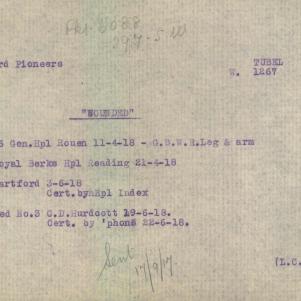 rd Pioneers
TUBEL
W. 1267
"WOUNDED"
5 Gen.Hpl Rouen 11-4-18 - G.B.W.R.Leg & arm
oyal Berks Hpl Reading 21-4-18
artford 3-6-18
Cert.by Hpl Index
ed No.3 C.D.Hurdcott 19-6-18.
Cert. by 'phone 22-6-18.
Sent
17/9/17.
(L.C.